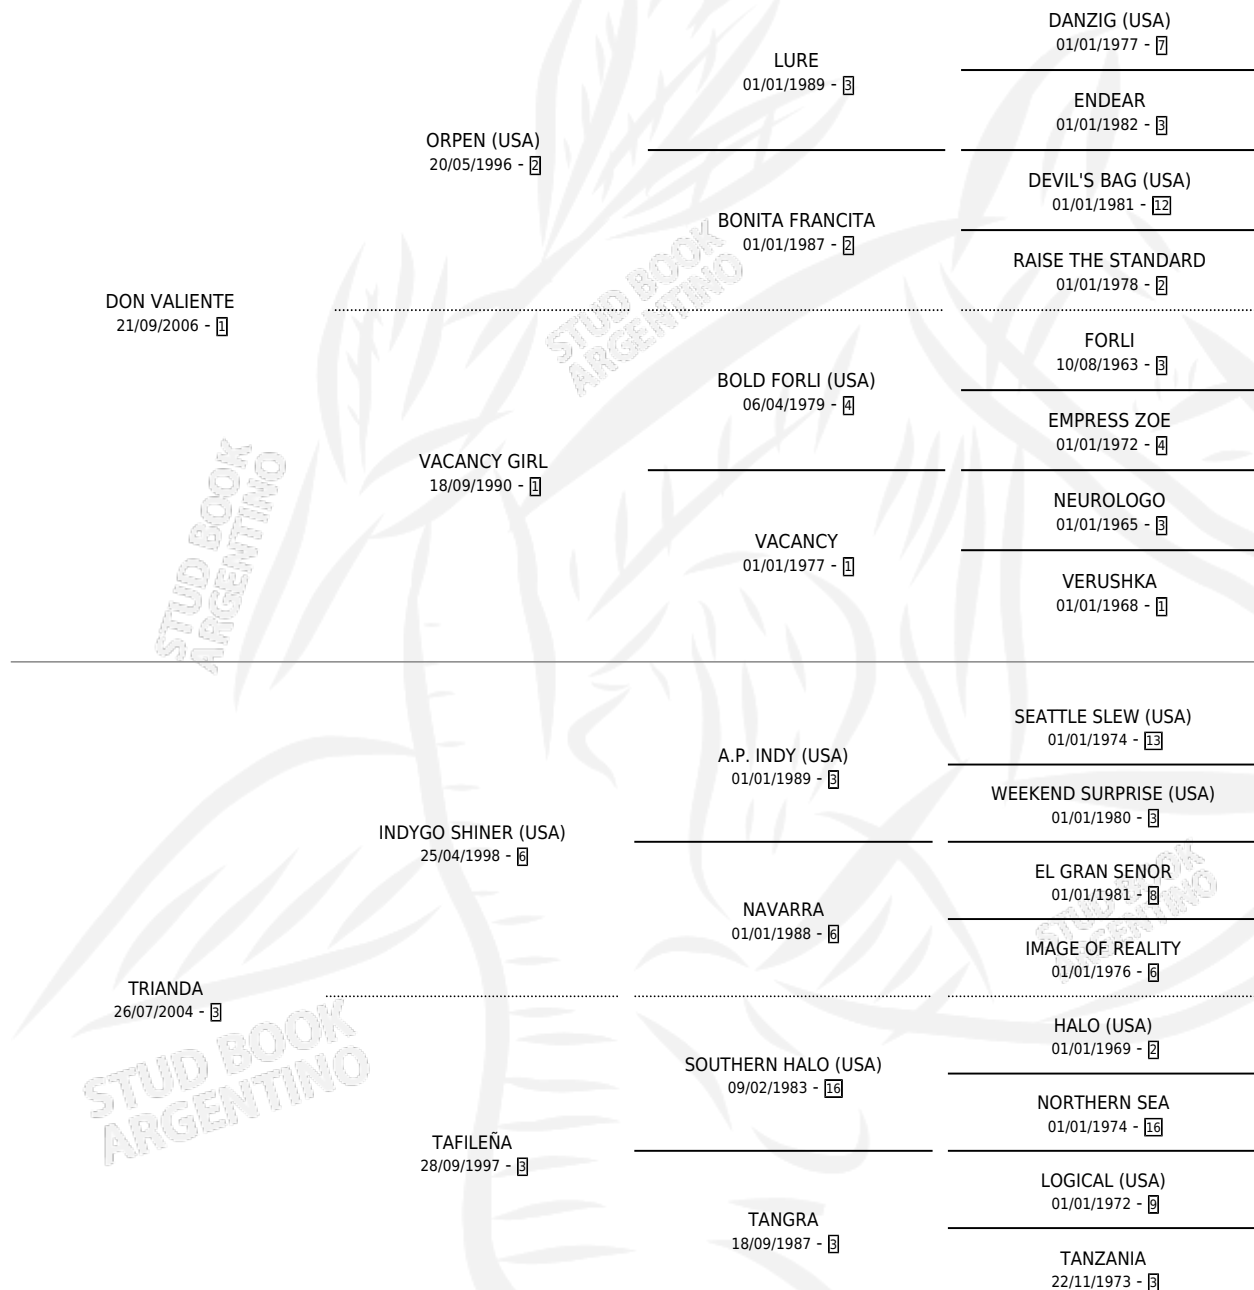 DANZIG (USA)
01/01/1977 - 7
LURE
01/01/1989 - 3
ENDEAR
01/01/1982 - 3
ORPEN (USA)
20/05/1996 - 2
DEVIL'S BAG (USA)
01/01/1981 - 12
BONITA FRANCITA
01/01/1987 - 2
RAISE THE STANDARD
01/01/1978 - 2
DON VALIENTE
21/09/2006 - 1
FORLI
10/08/1963 - 3
BOLD FORLI (USA)
06/04/1979 - 4
EMPRESS ZOE
01/01/1972 - 4
VACANCY GIRL
18/09/1990 - 1
NEUROLOGO
01/01/1965 - 3
VACANCY
01/01/1977 - 1
VERUSHKA
01/01/1968 - 1
SEATTLE SLEW (USA)
01/01/1974 - 13
A.P. INDY (USA)
01/01/1989 - 3
WEEKEND SURPRISE (USA)
01/01/1980 - 3
INDYGO SHINER (USA)
25/04/1998 - 6
EL GRAN SENOR
01/01/1981 - 8
NAVARRA
01/01/1988 - 6
IMAGE OF REALITY
01/01/1976 - 6
TRIANDA
26/07/2004 - 3
HALO (USA)
01/01/1969 - 2
SOUTHERN HALO (USA)
09/02/1983 - 16
NORTHERN SEA
01/01/1974 - 16
TAFILEÑA
28/09/1997 - 3
LOGICAL (USA)
01/01/1972 - 9
TANGRA
18/09/1987 - 3
TANZANIA
22/11/1973 - 3
STUD BOOK
ARGENTINO
STUD BOOK
ARGENTINO
STUD BOOK
ARGENTINO
STUD BOOK
ARGENTINO